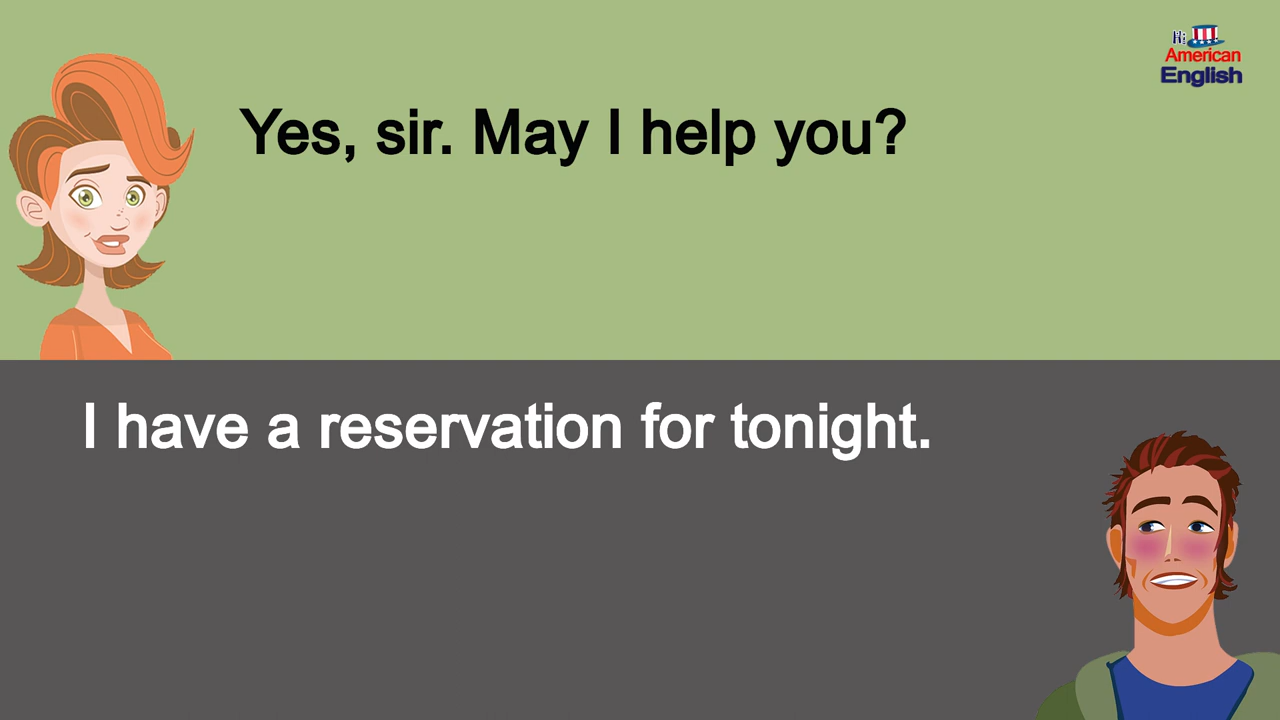 American
English
Yes, sir. May I help you?
I have a reservation for tonight.